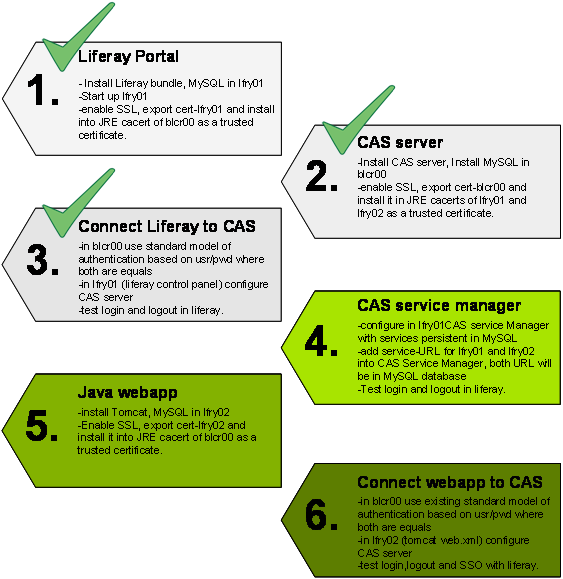 1.
Liferay Portal
- Install Liferay bundle, MySQL in lfry01
-Start up lfry01
-enable SSL, export cert-lfry01 and install
into JRE cacert of blcr00 as a trusted
certificate.
2.
CAS server
-Install CAS server, Install MySQL in
blcr00
-enable SSL, export cert-blcr00 and
install it in JRE cacerts of lfry01 and
lfry02 as a trusted certificate.
3.
Connect Liferay to CAS
-in blcr00 use standard model of
authentication based on usr/pwd where
both are equals
-in lfry01 (liferay control panel) configure
CAS server
-test login and logout in liferay.
4.
CAS service manager
-configure in lfry01CAS service Manager
with services persistent in MySQL
-add service-URL for lfry01 and lfry02
into CAS Service Manager, both URL will
be in MySQL database
-Test login and logout in liferay.
5.
Java webapp
-install Tomcat, MySQL in lfry02
-Enable SSL, export cert-lfry02 and
install it into JRE cacert of blcr00 as a
trusted certificate.
6.
Connect webapp to CAS
-in blcr00 use existing standard model of
authentication based on usr/pwd where
both are equals
-in lfry02 (tomcat web.xml) configure
CAS server
-test login,logout and SSO with liferay.